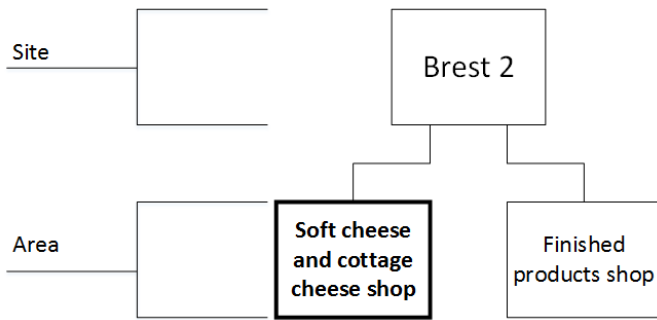 Site
Brest 2
Area
Soft cheese
and cottage
cheese shop
Finished
products shop